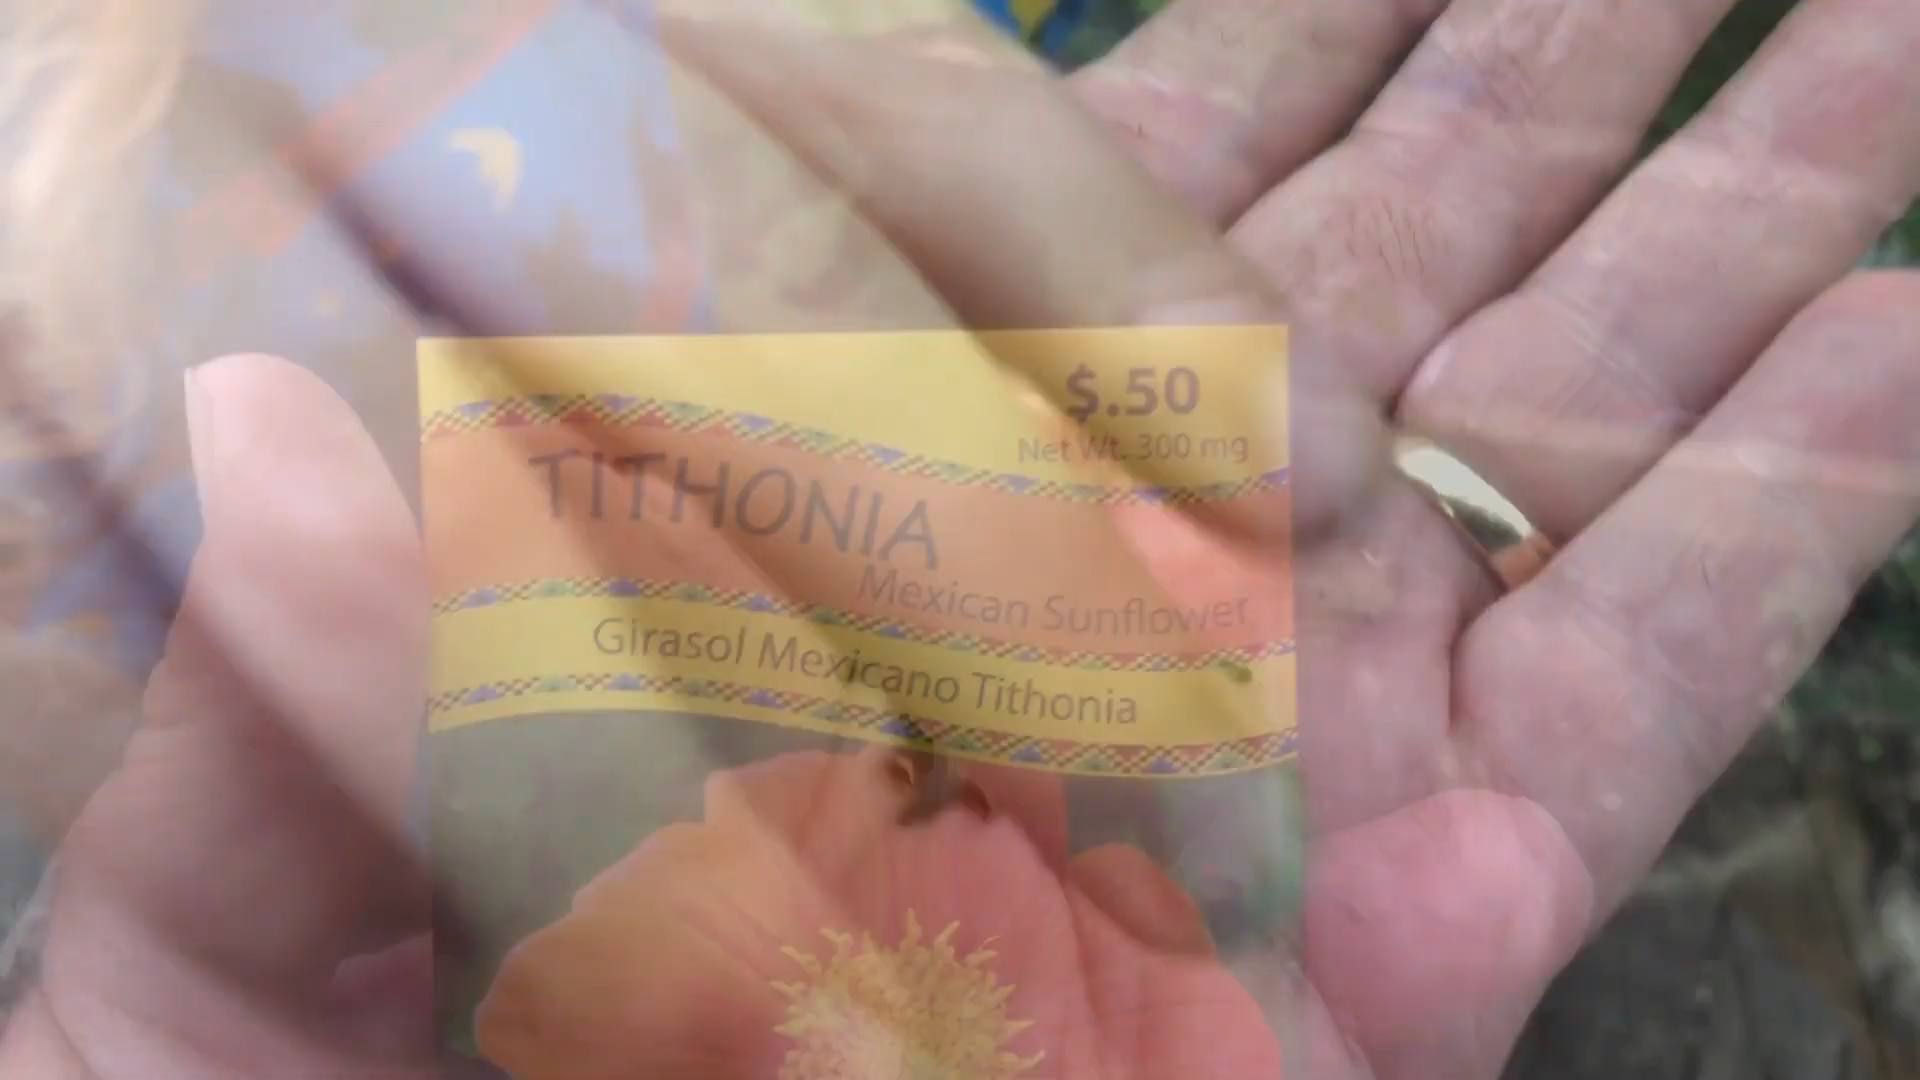 $.50
Net Wt. 300 mg
TITHONIA
Mexican Sunflower
Girasol Mexicano Tithonia